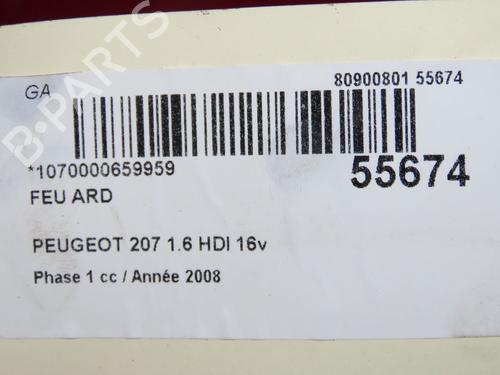 GA
80900801 55674
*1070000659959
55674
FEU ARD
PEUGEOT 207 1.6 HDI 16v
Phase 1 cc / Année 2008
B-PARTS